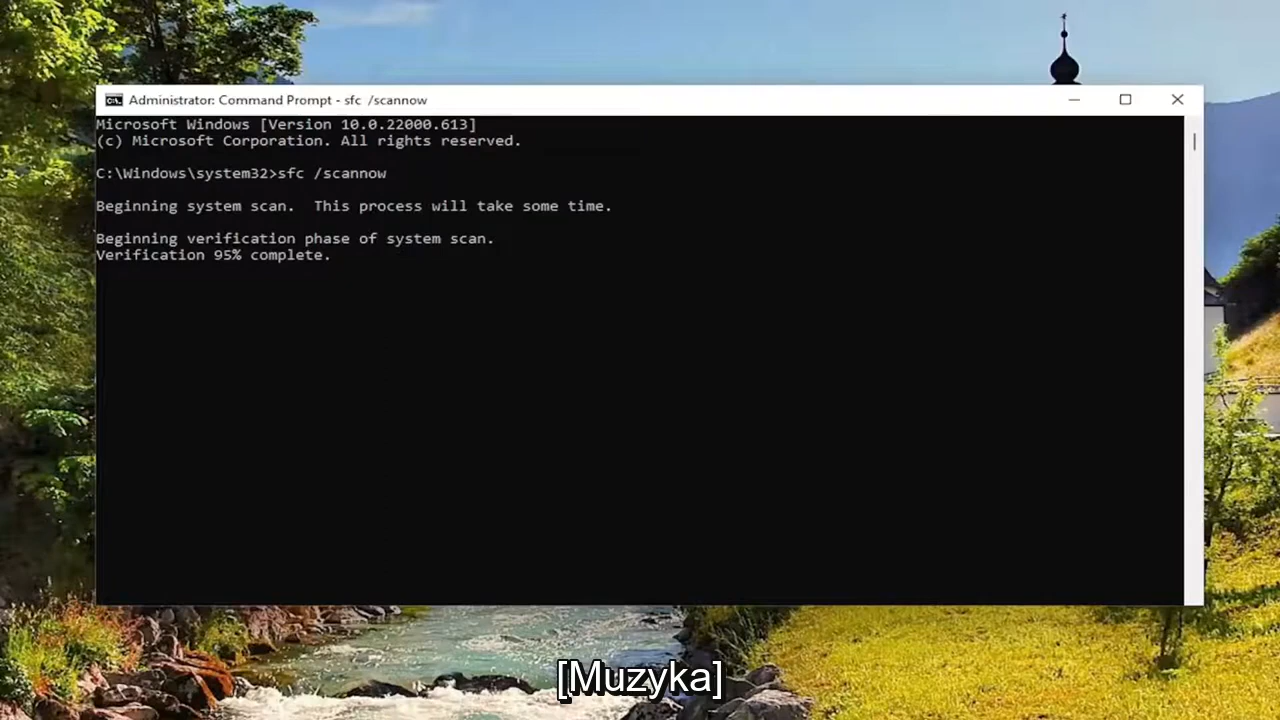 Administrator: Command Prompt - sfc  /scannow
Microsoft Windows [Version 10.0.22000.613]
(c) Microsoft Corporation. All rights reserved.
C:\Windows\system32>sfc /scannow
Beginning system scan.  This process will take some time.
Beginning verification phase of system scan.
Verification 95% complete.
[Muzyka]